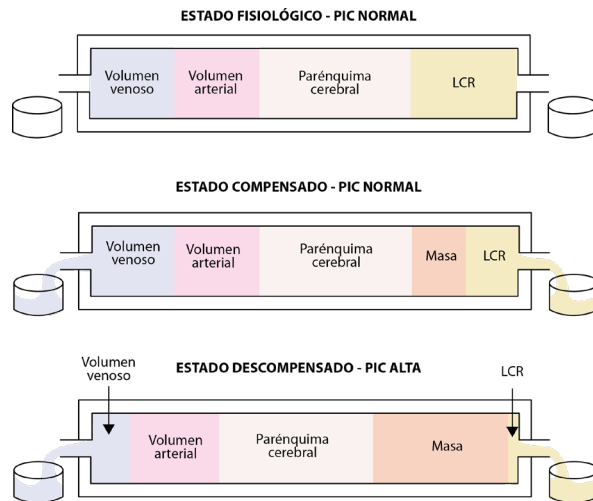 ESTADO FISIOLÓGICO - PIC NORMAL
Volumen
venoso
Volumen
arterial
Parénquima
cerebral
LCR
ESTADO COMPENSADO - PIC NORMAL
Volumen
venoso
Volumen
arterial
Parénquima
cerebral
Masa
LCR
ESTADO DESCOMPENSADO - PIC ALTA
Volumen
venoso
LCR
Volumen
arterial
Parénquima
cerebral
Masa